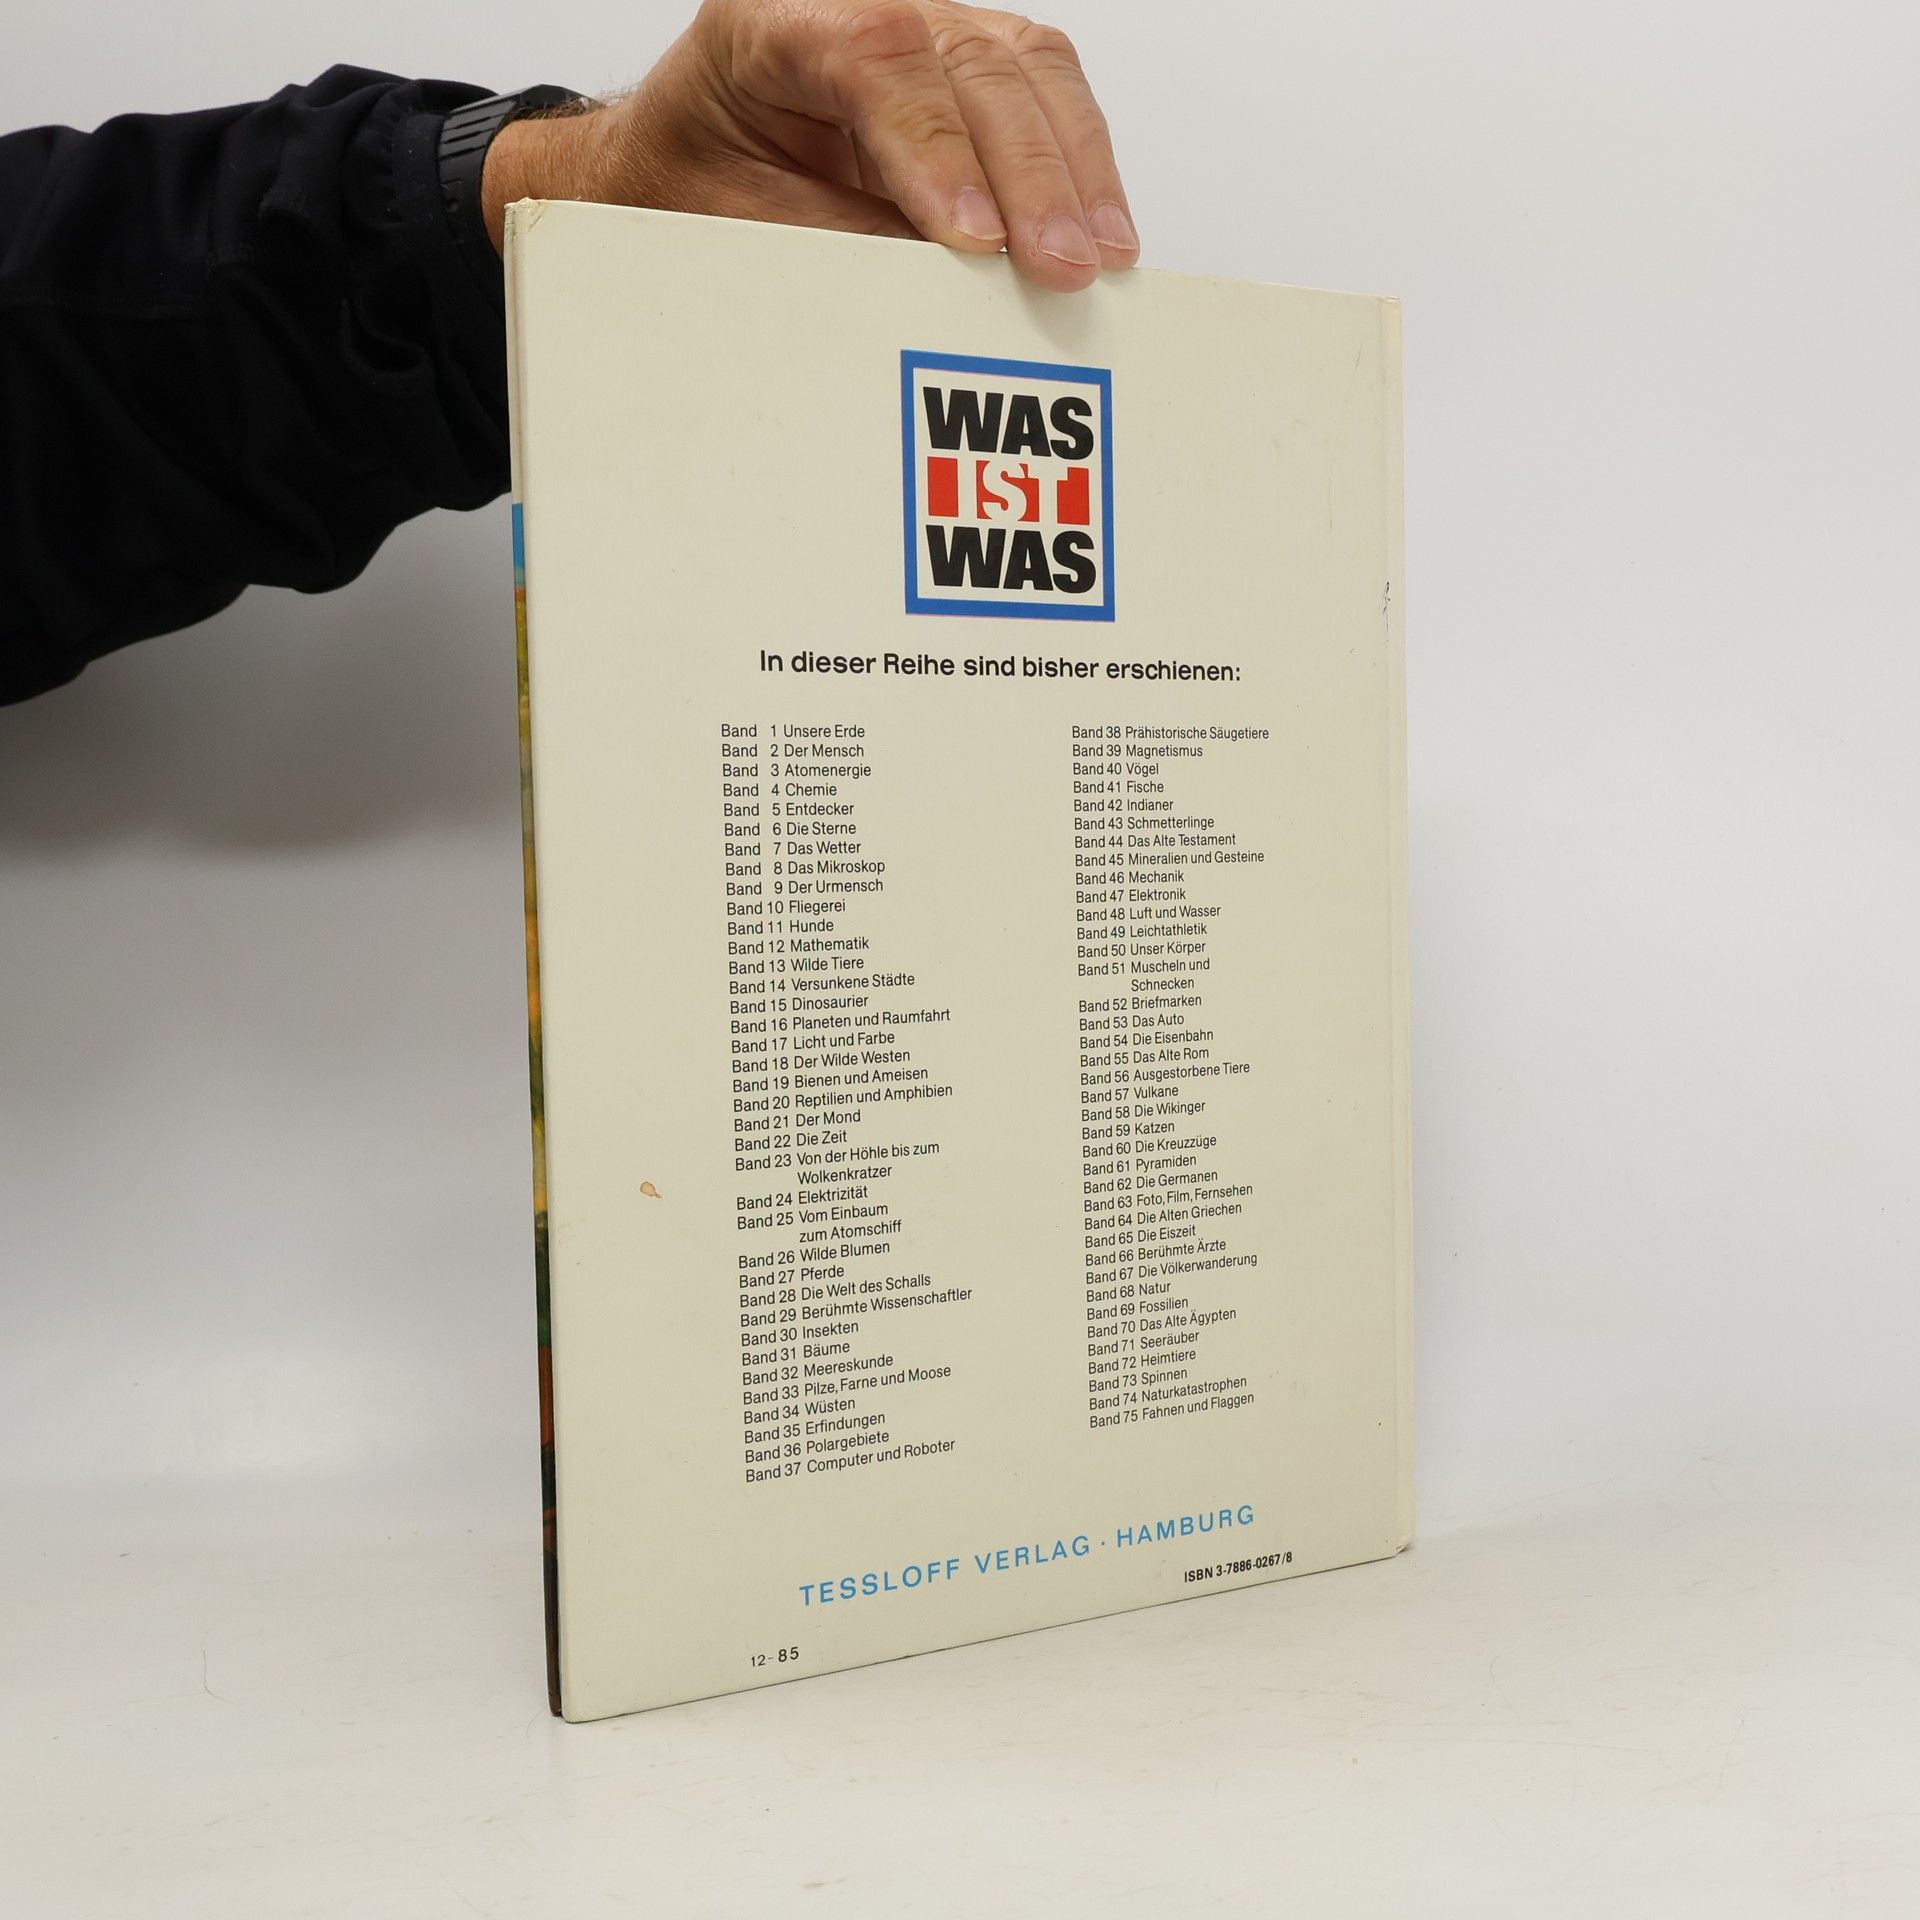 WAS
IST
WAS
In dieser Reihe sind bisher erschienen:
Band 1 Unsere Erde
Band 2 Der Mensch
Band 3 Atomenergie
Band 4 Chemie
Band 5 Entdecker
Band 6 Die Sterne
Band 7 Das Wetter
Band 8 Das Mikroskop
Band 9 Der Urmensch
Band 10 Fliegerei
Band 11 Hunde
Band 12 Mathematik
Band 13 Wilde Tiere
Band 14 Versunkene Städte
Band 15 Dinosaurier
Band 16 Planeten und Raumfahrt
Band 17 Licht und Farbe
Band 18 Der Wilde Westen
Band 19 Bienen und Ameisen
Band 20 Reptilien und Amphibien
Band 21 Der Mond
Band 22 Die Zeit
Band 23 Von der Höhle bis zum
Wolkenkratzer
Band 24 Elektrizität
Band 25 Vom Einbaum
zum Atomschiff
Band 26 Wilde Blumen
Band 27 Pferde
Band 28 Die Welt des Schalls
Band 29 Berühmte Wissenschaftler
Band 30 Insekten
Band 31 Bäume
Band 32 Meereskunde
Band 33 Pilze, Farne und Moose
Band 34 Wüsten
Band 35 Erfindungen
Band 36 Polargebiete
Band 37 Computer und Roboter
Band 38 Prähistorische Säugetiere
Band 39 Magnetismus
Band 40 Vögel
Band 41 Fische
Band 42 Indianer
Band 43 Schmetterlinge
Band 44 Das Alte Testament
Band 45 Mineralien und Gesteine
Band 46 Mechanik
Band 47 Elektronik
Band 48 Luft und Wasser
Band 49 Leichtathletik
Band 50 Unser Körper
Band 51 Muscheln und
Schnecken
Band 52 Briefmarken
Band 53 Das Auto
Band 54 Die Eisenbahn
Band 55 Das Alte Rom
Band 56 Ausgestorbene Tiere
Band 57 Vulkane
Band 58 Die Wikinger
Band 59 Katzen
Band 60 Die Kreuzzüge
Band 61 Pyramiden
Band 62 Die Germanen
Band 63 Foto, Film, Fernsehen
Band 64 Die Alten Griechen
Band 65 Die Eiszeit
Band 66 Berühmte Ärzte
Band 67 Die Völkerwanderung
Band 68 Natur
Band 69 Fossilien
Band 70 Das Alte Ägypten
Band 71 Seeräuber
Band 72 Heimtiere
Band 73 Spinnen
Band 74 Naturkatastrophen
Band 75 Fahnen und Flaggen
TESSLOFF VERLAG · HAMBURG
ISBN 3-7886-0267/8
12-85